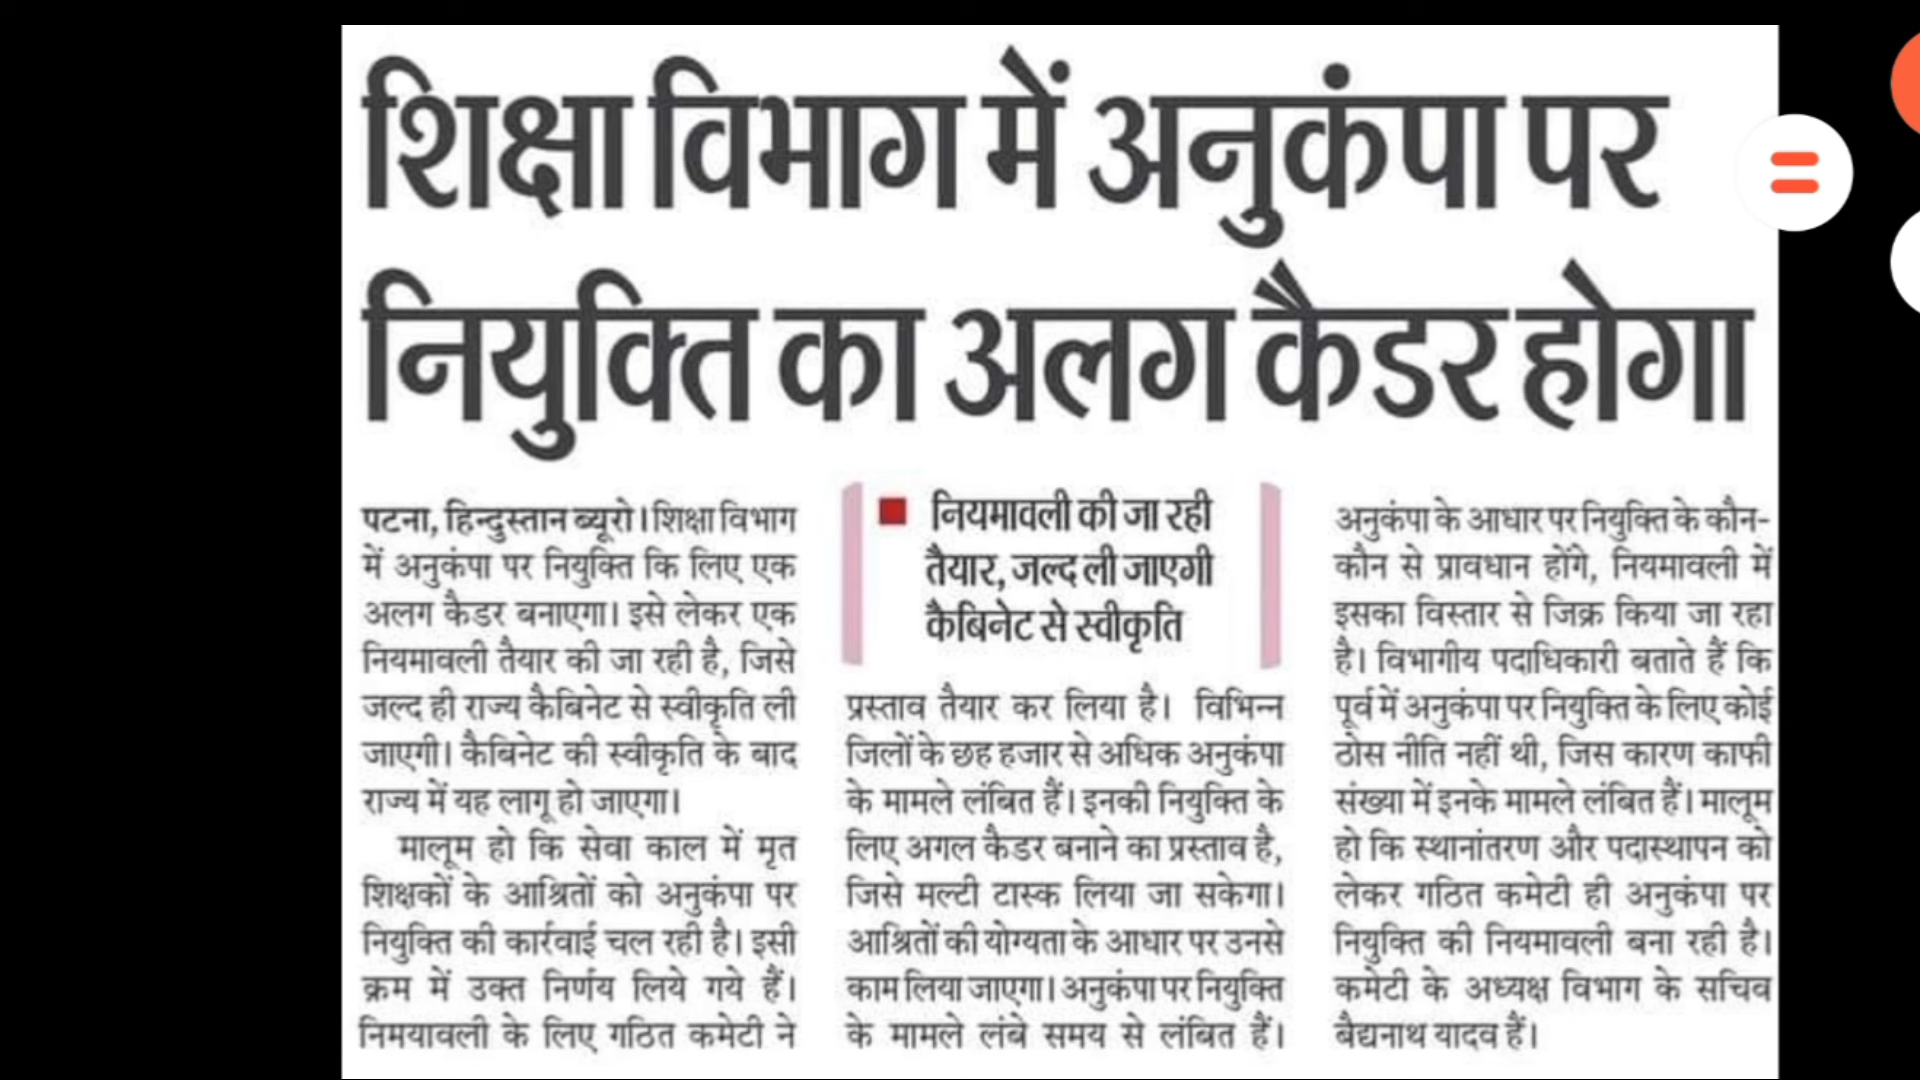 शिक्षा विभाग में अनुकंपा पर
नियुक्ति का अलग कैडर होगा
पटना, हिन्दुस्तान ब्यूरो। शिक्षा विभाग
में अनुकंपा पर नियुक्ति कि लिए एक
अलग कैडर बनाएगा। इसे लेकर एक
नियमावली तैयार की जा रही है, जिसे
जल्द ही राज्य कैबिनेट से स्वीकृति ली
जाएगी। कैबिनेट की स्वीकृति के बाद
राज्य में यह लागू हो जाएगा।
मालूम हो कि सेवा काल में मृत
शिक्षकों के आश्रितों को अनुकंपा पर
नियुक्ति की कार्रवाई चल रही है। इसी
क्रम में उक्त निर्णय लिये गये हैं।
निमयावली के लिए गठित कमेटी ने
नियमावली की जा रही
तैयार, जल्द ली जाएगी
कैबिनेट से स्वीकृति
प्रस्ताव तैयार कर लिया है। विभिन्न
जिलों के छह हजार से अधिक अनुकंपा
के मामले लंबित हैं। इनकी नियुक्ति के
लिए अगल कैडर बनाने का प्रस्ताव है,
जिसे मल्टी टास्क लिया जा सकेगा।
आश्रितों की योग्यता के आधार पर उनसे
काम लिया जाएगा। अनुकंपा पर नियुक्ति
के मामले लंबे समय से लंबित हैं।
अनुकंपा के आधार पर नियुक्ति के कौन-
कौन से प्रावधान होंगे, नियमावली में
इसका विस्तार से जिक्र किया जा रहा
है। विभागीय पदाधिकारी बताते हैं कि
पूर्व में अनुकंपा पर नियुक्ति के लिए कोई
ठोस नीति नहीं थी, जिस कारण काफी
संख्या में इनके मामले लंबित हैं। मालूम
हो कि स्थानांतरण और पदास्थापन को
लेकर गठित कमेटी ही अनुकंपा पर
नियुक्ति की नियमावली बना रही है।
कमेटी के अध्यक्ष विभाग के सचिव
बैद्यनाथ यादव हैं।